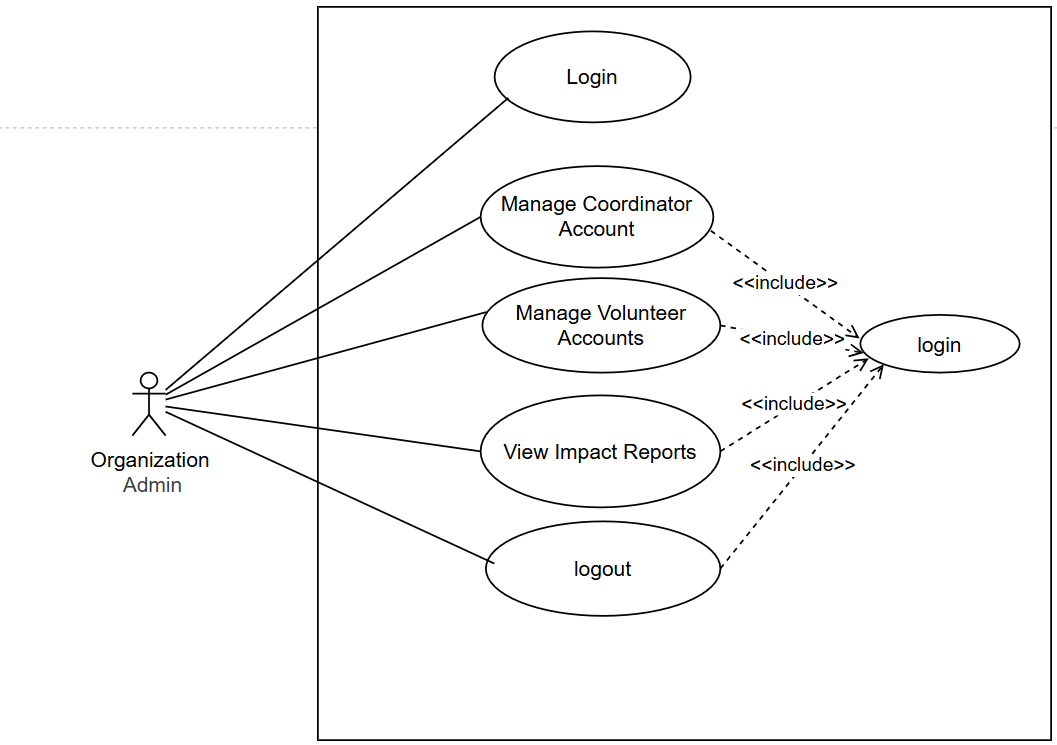 Login
Manage Coordinator
Account
<<include>>
Manage Volunteer
Accounts
<<include>>
login
<<include>>
View Impact Reports
Organization
Admin
<<include>>
logout